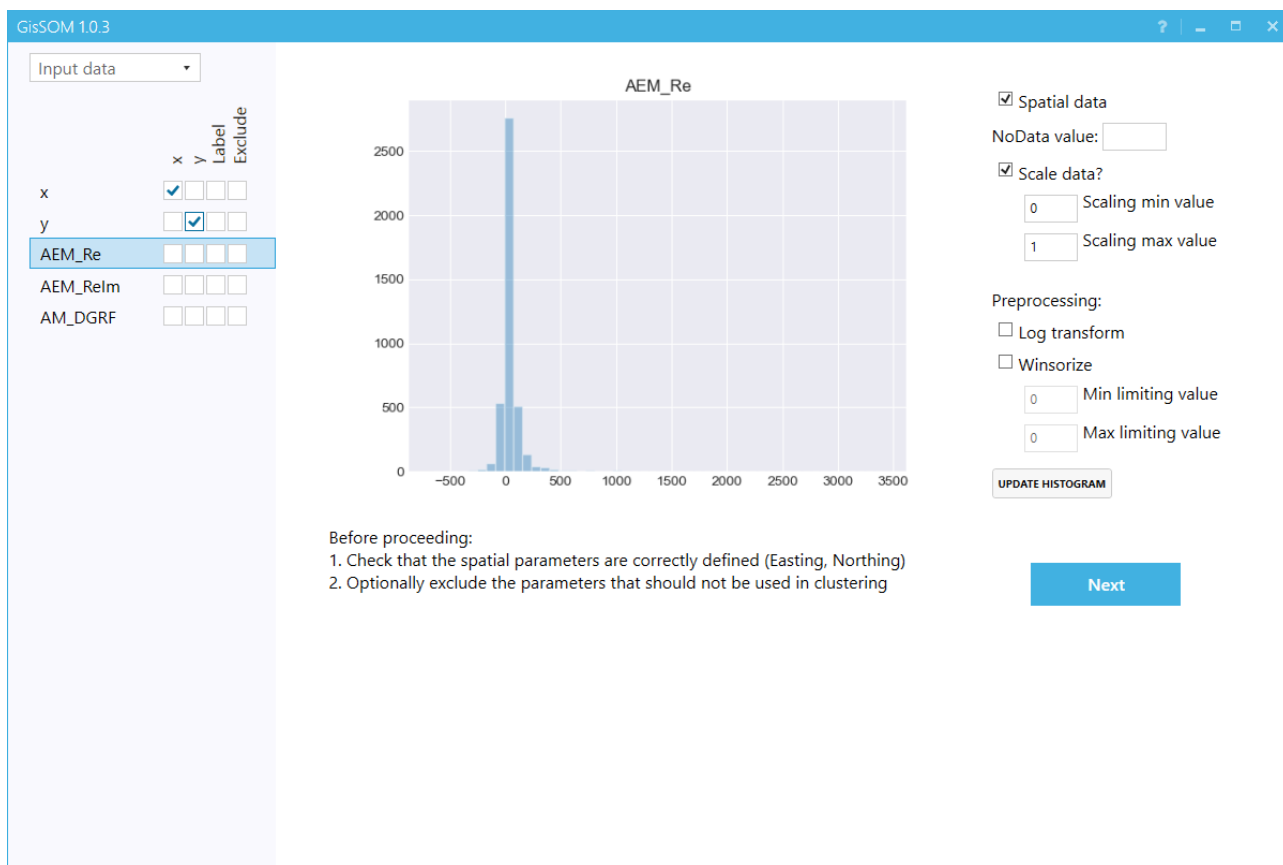 GisSOM 1.0.3
?
Input data
x
y
Label
Exclude
x
y
AEM_Re
AEM_ReIm
AM_DGRF
AEM_Re
2500
2000
1500
1000
500
0
−500 0 500 1000 1500 2000 2500 3000 3500
Before proceeding:
1. Check that the spatial parameters are correctly defined (Easting, Northing)
2. Optionally exclude the parameters that should not be used in clustering
Spatial data
NoData value:
Scale data?
0 Scaling min value
1 Scaling max value
Preprocessing:
Log transform
Winsorize
0 Min limiting value
0 Max limiting value
UPDATE HISTOGRAM
Next